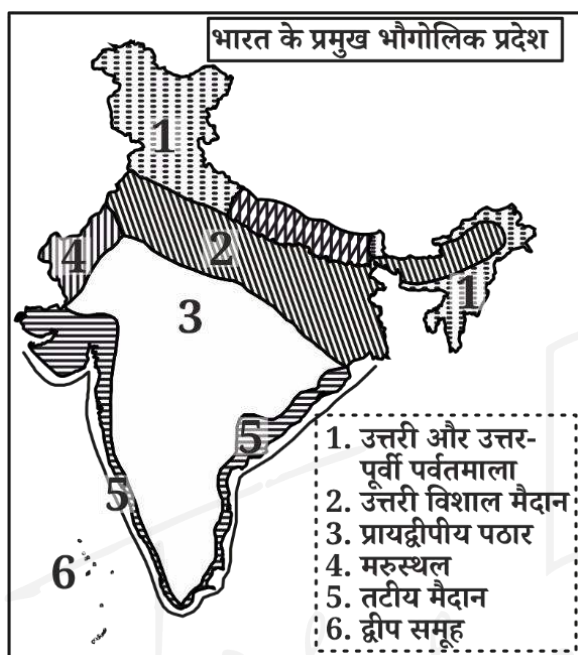 भारत के प्रमुख भौगोलिक प्रदेश
1
2
4
1
3
5
5
6
1. उत्तरी और उत्तर-
पूर्वी पर्वतमाला
2. उत्तरी विशाल मैदान
3. प्रायद्वीपीय पठार
4. मरुस्थल
5. तटीय मैदान
6. द्वीप समूह